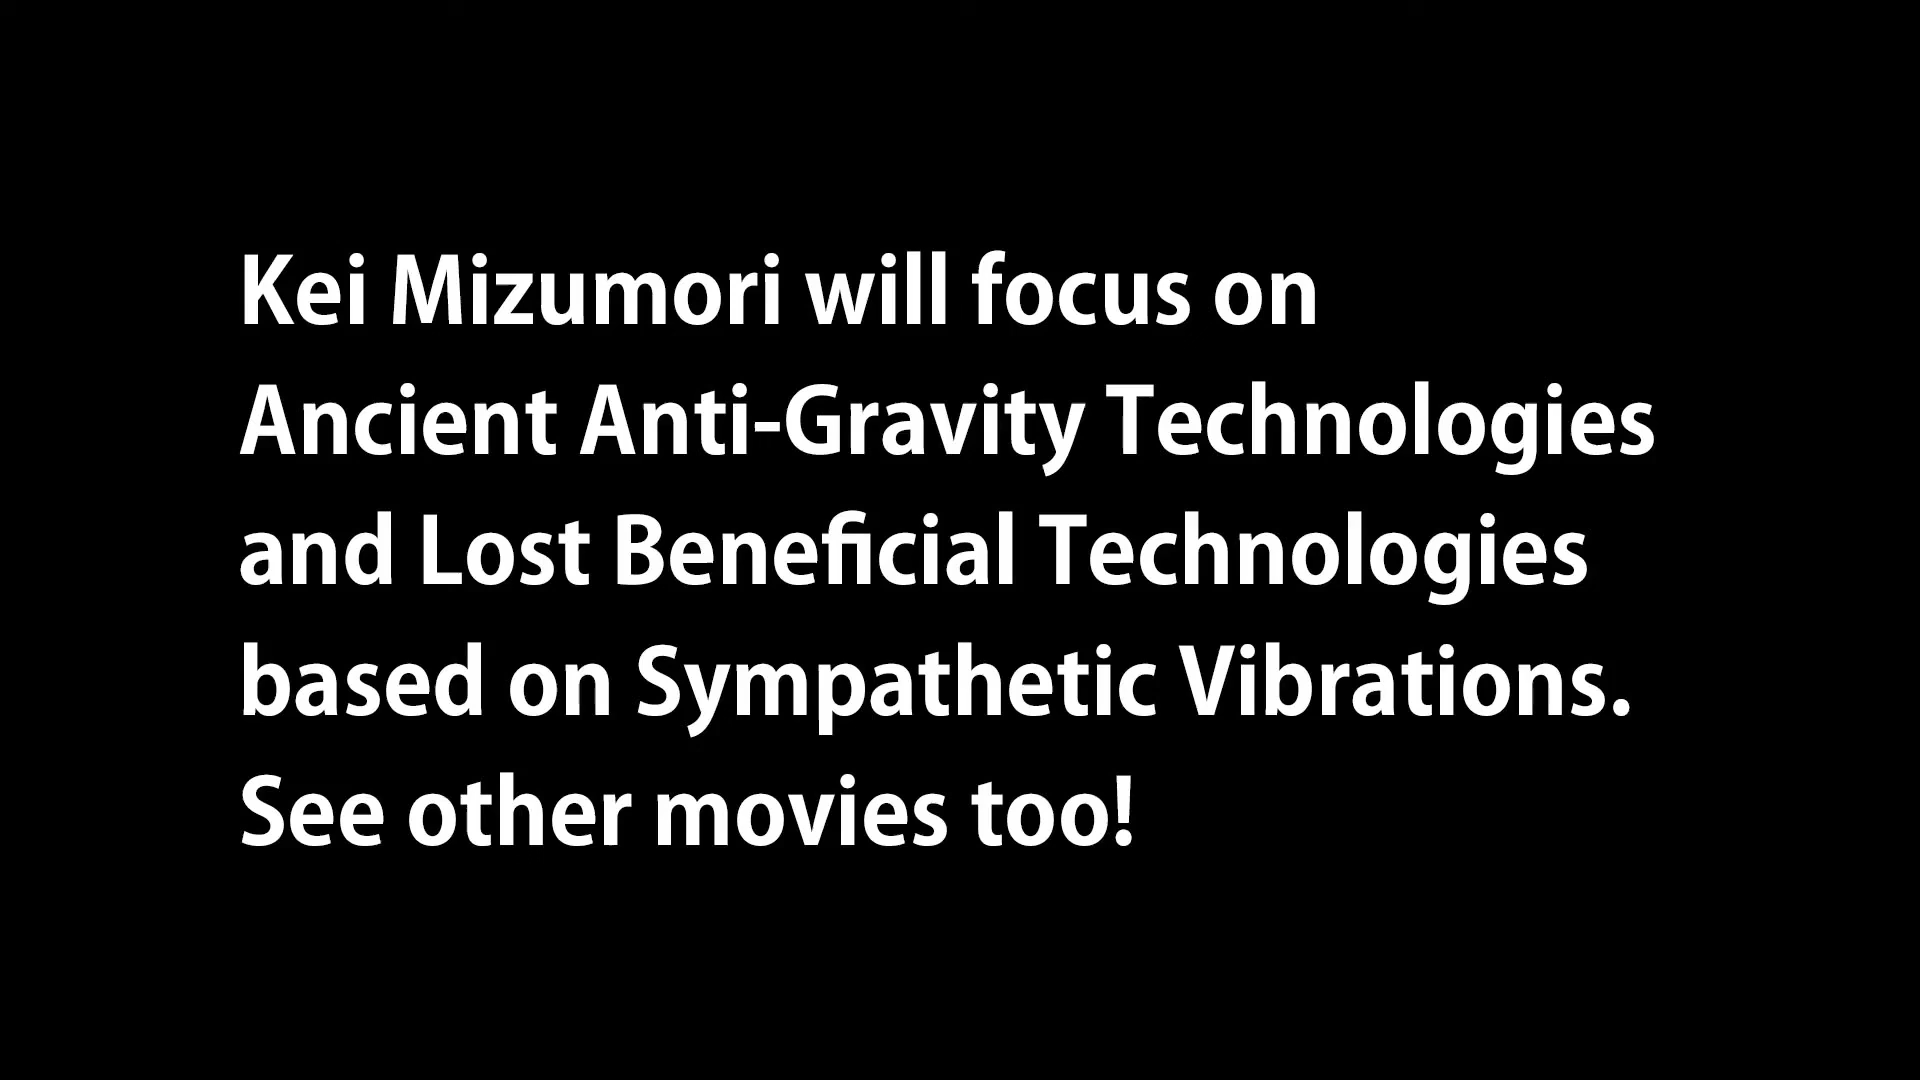 Kei Mizumori will focus on
Ancient Anti-Gravity Technologies
and Lost Beneficial Technologies
based on Sympathetic Vibrations.
See other movies too!